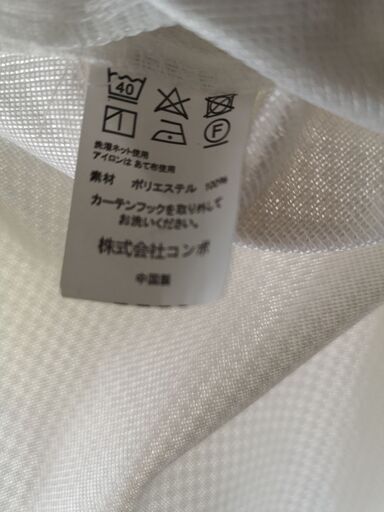 40
F
洗濯ネット使用
アイロンは あて布使用
素材 ポリエステル 100%
カーテンフックを取り外して
お洗いください。
株式会社コンポ
中国製